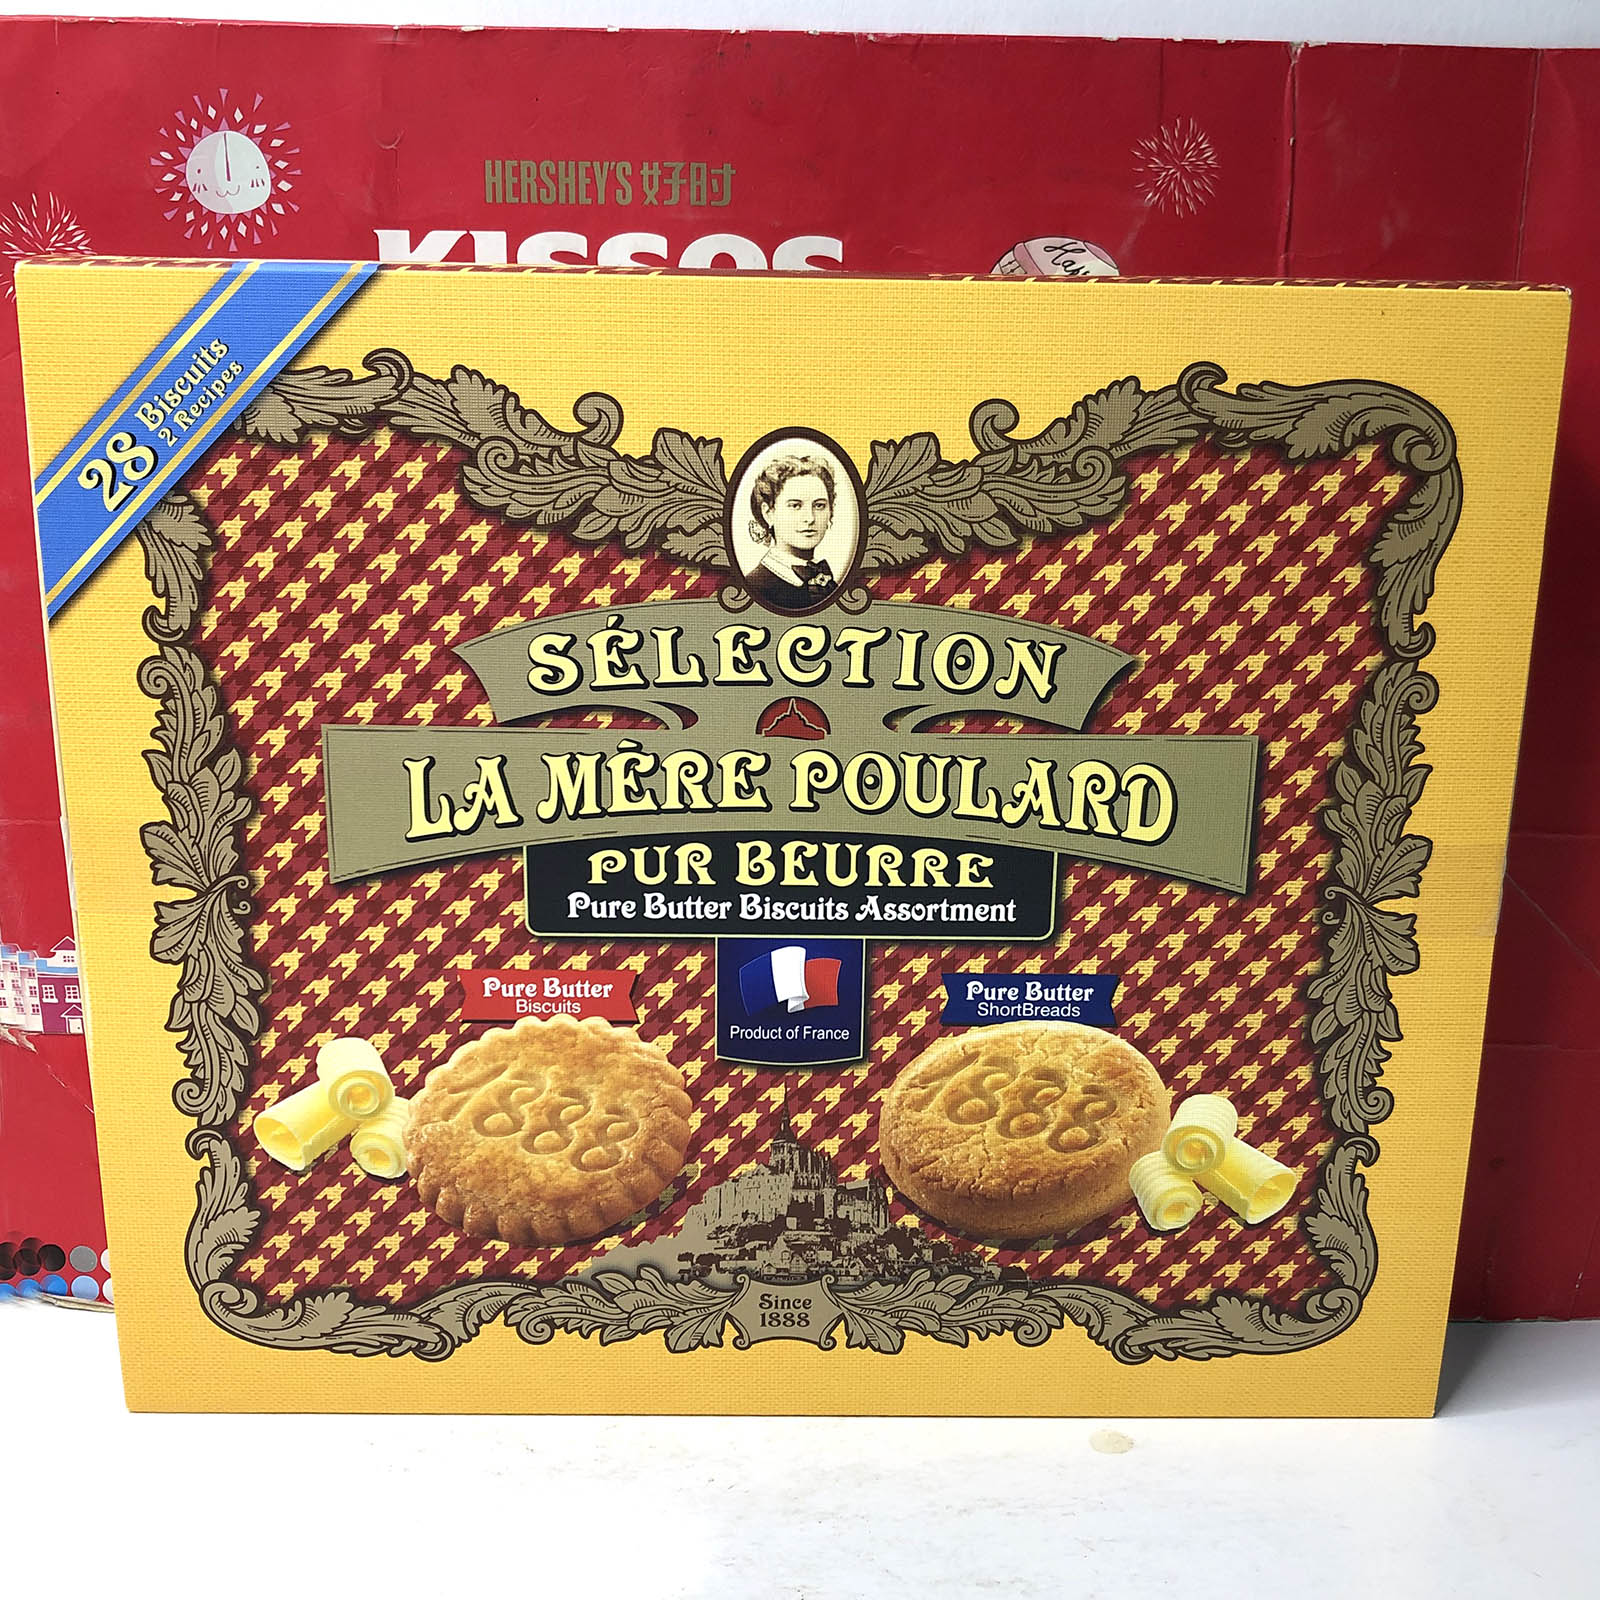 HERSHEY'S 好时
KISSES
28 Biscuits
2 Recipes
SÉLECTION
LA MÈRE POULARD
PUR BEURRE
Pure Butter Biscuits Assortment
Pure Butter
Biscuits
Product of France
Pure Butter
ShortBreads
1888
1888
Since
1888